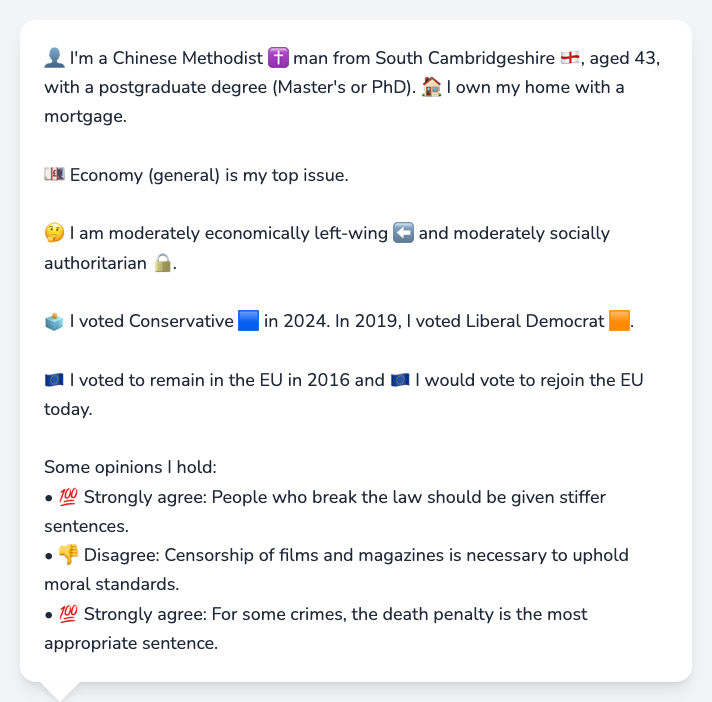 👤 I'm a Chinese Methodist ✝️ man from South Cambridgeshire 🏴󠁧󠁢󠁥󠁮󠁧󠁿, aged 43,
with a postgraduate degree (Master's or PhD). 🏠 I own my home with a
mortgage.
💷 Economy (general) is my top issue.
🤔 I am moderately economically left-wing ⬅️ and moderately socially
authoritarian 🔒.
🗳️ I voted Conservative 🟦 in 2024. In 2019, I voted Liberal Democrat 🟧.
🇪🇺 I voted to remain in the EU in 2016 and 🇪🇺 I would vote to rejoin the EU
today.
Some opinions I hold:
• 💯 Strongly agree: People who break the law should be given stiffer
sentences.
• 👎 Disagree: Censorship of films and magazines is necessary to uphold
moral standards.
• 💯 Strongly agree: For some crimes, the death penalty is the most
appropriate sentence.